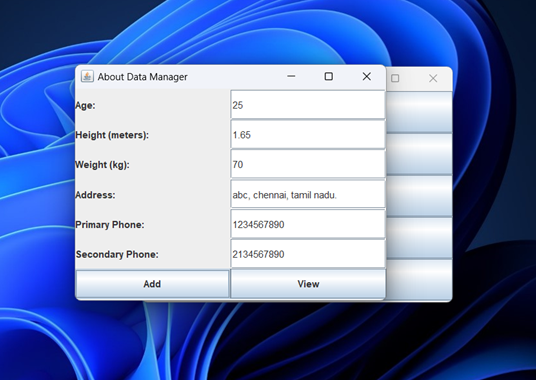 About Data Manager
Age: 25
Height (meters): 1.65
Weight (kg): 70
Address: abc, chennai, tamil nadu.
Primary Phone: 1234567890
Secondary Phone: 2134567890
Add View